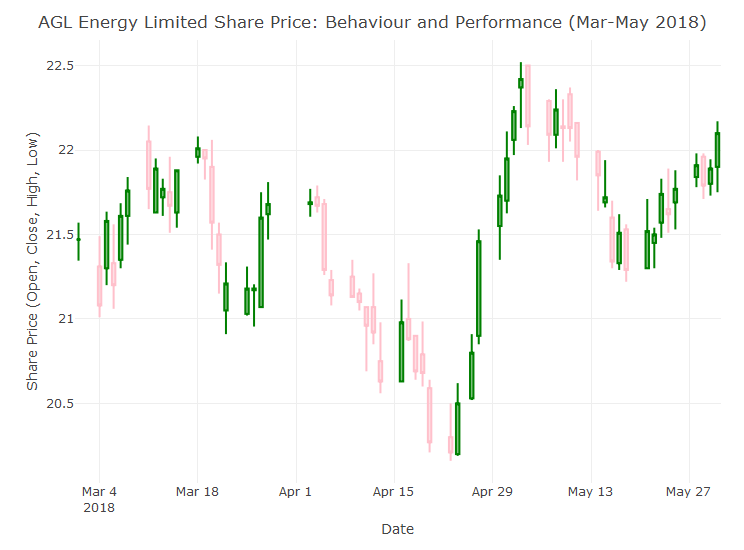 AGL Energy Limited Share Price: Behaviour and Performance (Mar-May 2018)
Share Price (Open, Close, High, Low)
22.5
22
21.5
21
20.5
Mar 4
2018
Mar 18
Apr 1
Apr 15
Apr 29
May 13
May 27
Date